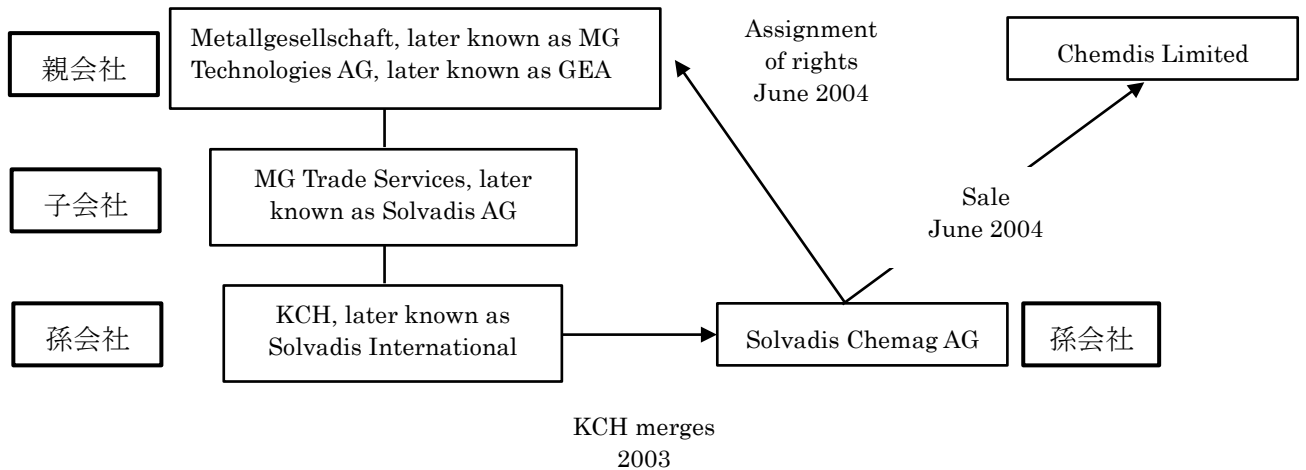 親会社
Metallgesellschaft, later known as MG
Technologies AG, later known as GEA
Assignment
of rights
June 2004
Chemdis Limited
子会社
MG Trade Services, later
known as Solvadis AG
Sale
June 2004
孫会社
KCH, later known as
Solvadis International
Solvadis Chemag AG
孫会社
KCH merges
2003